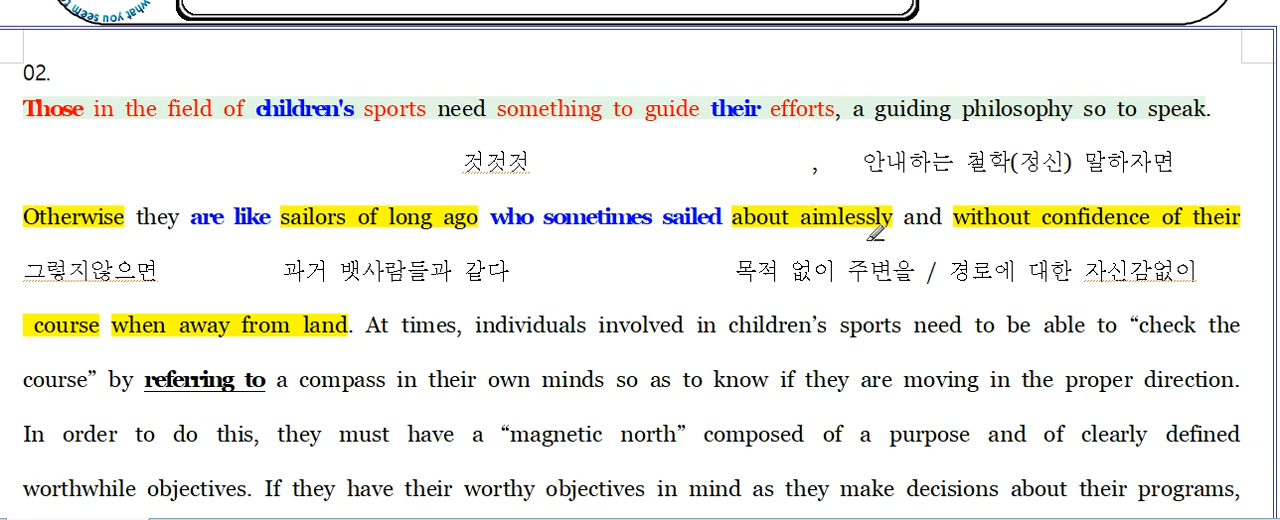 what you seem
02.
Those in the field of children's sports need something to guide their efforts, a guiding philosophy so to speak.
것것것 , 안내하는 철학(정신) 말하자면
Otherwise they are like sailors of long ago who sometimes sailed about aimlessly and without confidence of their
그렇지않으면 과거 뱃사람들과 같다 목적 없이 주변을 / 경로에 대한 자신감없이
course when away from land. At times, individuals involved in children’s sports need to be able to “check the
course” by referring to a compass in their own minds so as to know if they are moving in the proper direction.
In order to do this, they must have a “magnetic north” composed of a purpose and of clearly defined
worthwhile objectives. If they have their worthy objectives in mind as they make decisions about their programs,